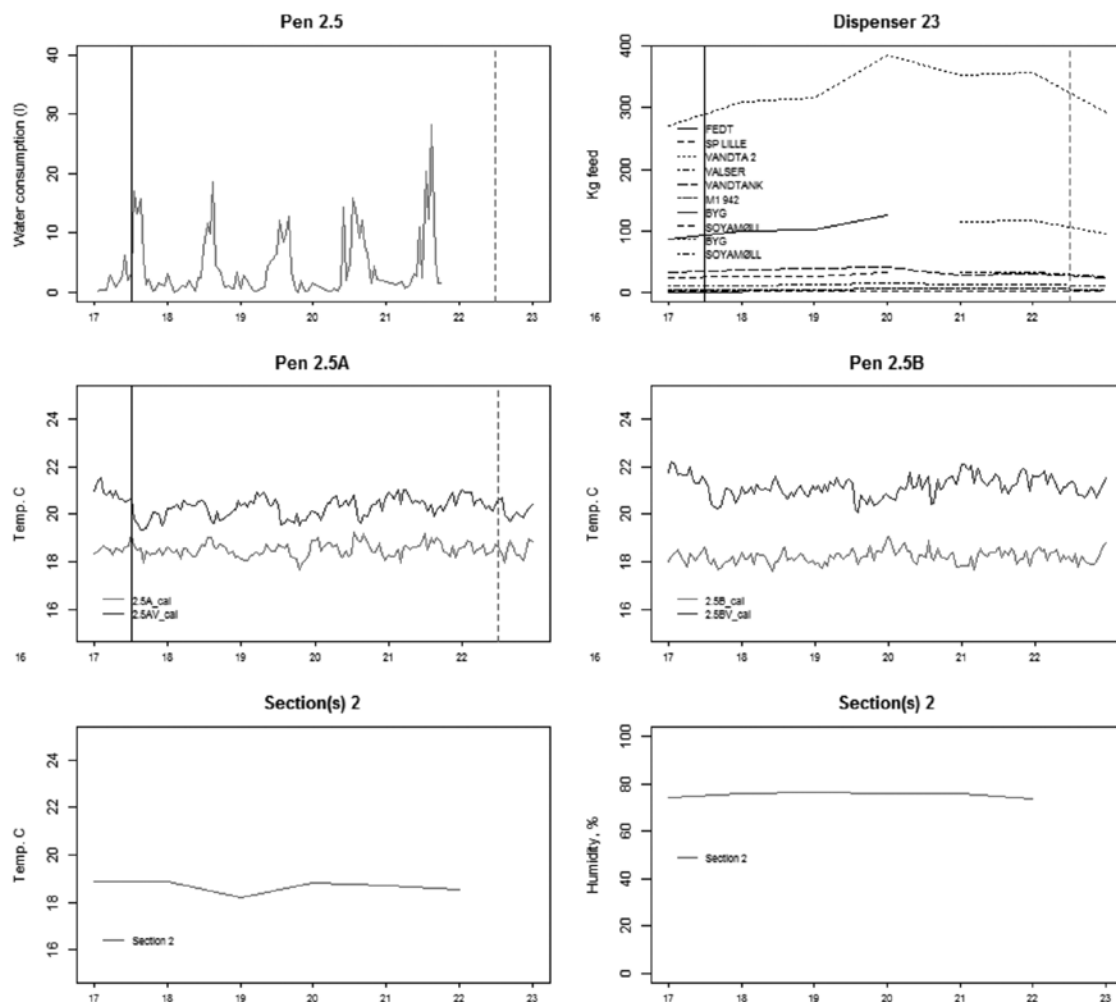 Pen 2.5
Water consumption (l)
40
30
20
10
0
17 18 19 20 21 22 23
Dispenser 23
Kg feed
400
300
200
100
0
FEDT
SP LILLE
VANDTA 2
VALSER
VANDTANK
M1 942
BYG
SOYAMØLL
BYG
SOYAMØLL
16 17 18 19 20 21 22 23
Pen 2.5A
Temp. C
24
22
20
18
16
2.5A_cal
2.5AV_cal
16 17 18 19 20 21 22
Pen 2.5B
Temp. C
24
22
20
18
16
2.5B_cal
2.5BV_cal
16 17 18 19 20 21 22
Section(s) 2
Temp. C
24
22
20
18
16
Section 2
17 18 19 20 21 22 23
Section(s) 2
Humidity, %
100
80
60
40
20
0
Section 2
17 18 19 20 21 22 23